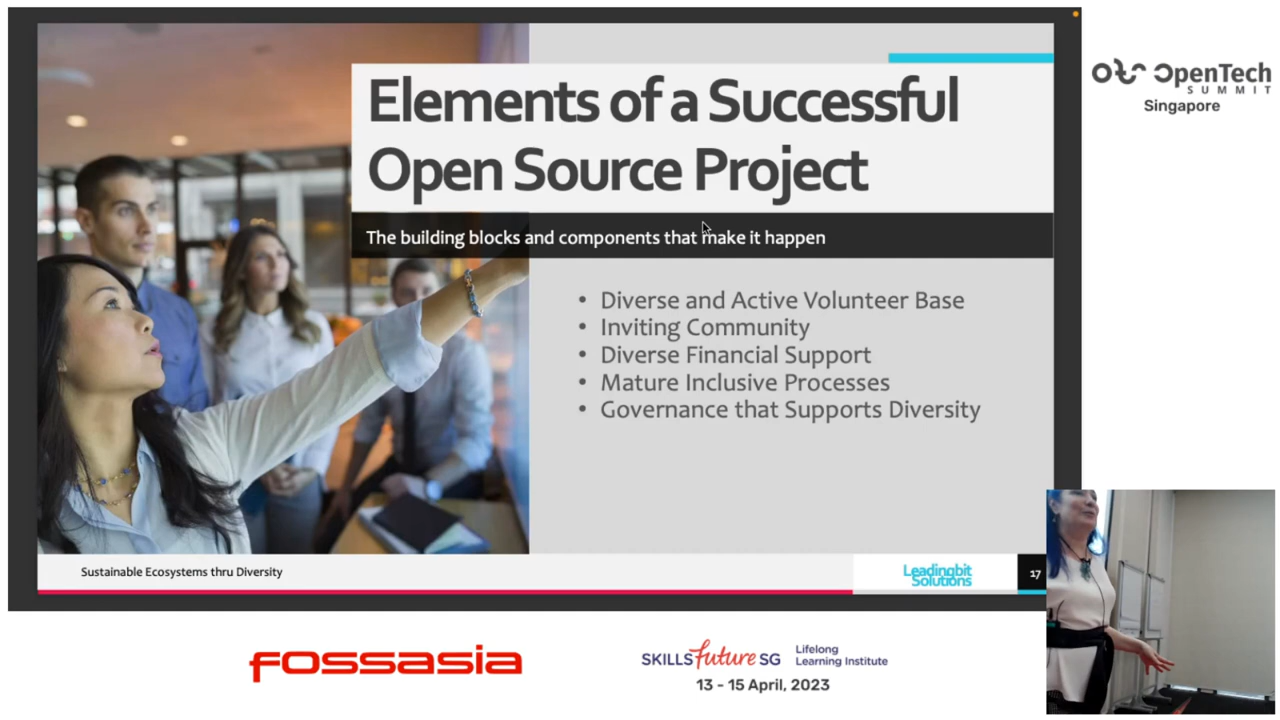 Elements of a Successful
Open Source Project
The building blocks and components that make it happen
• Diverse and Active Volunteer Base
• Inviting Community
• Diverse Financial Support
• Mature Inclusive Processes
• Governance that Supports Diversity
Sustainable Ecosystems thru Diversity
Leadingbit
Solutions
17
OpenTech
SUMMIT
Singapore
fossasia
SKILLSfuture SG
Lifelong
Learning Institute
13 - 15 April, 2023